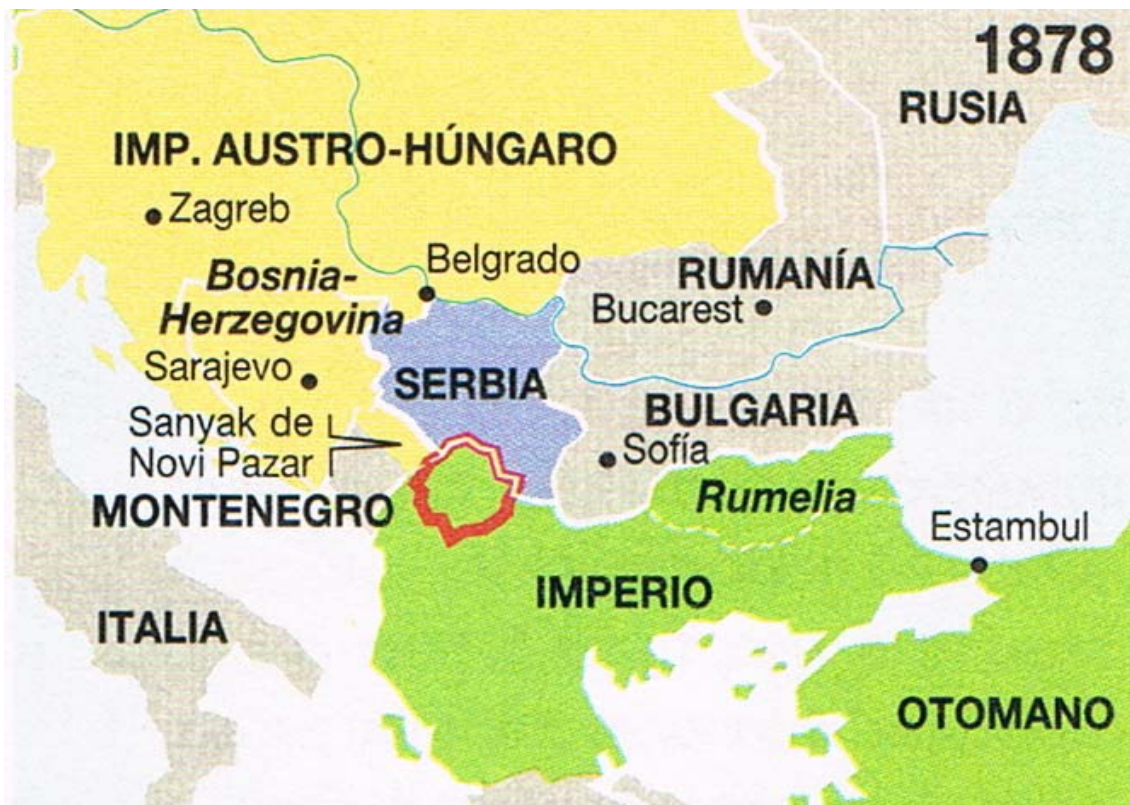 1878
RUSIA
IMP. AUSTRO-HÚNGARO
Zagreb
Belgrado
Bosnia-
Herzegovina
RUMANÍA
Bucarest
Sarajevo
SERBIA
BULGARIA
Sanyak de
Novi Pazar
Sofía
MONTENEGRO
Rumelia
Estambul
IMPERIO
ITALIA
OTOMANO